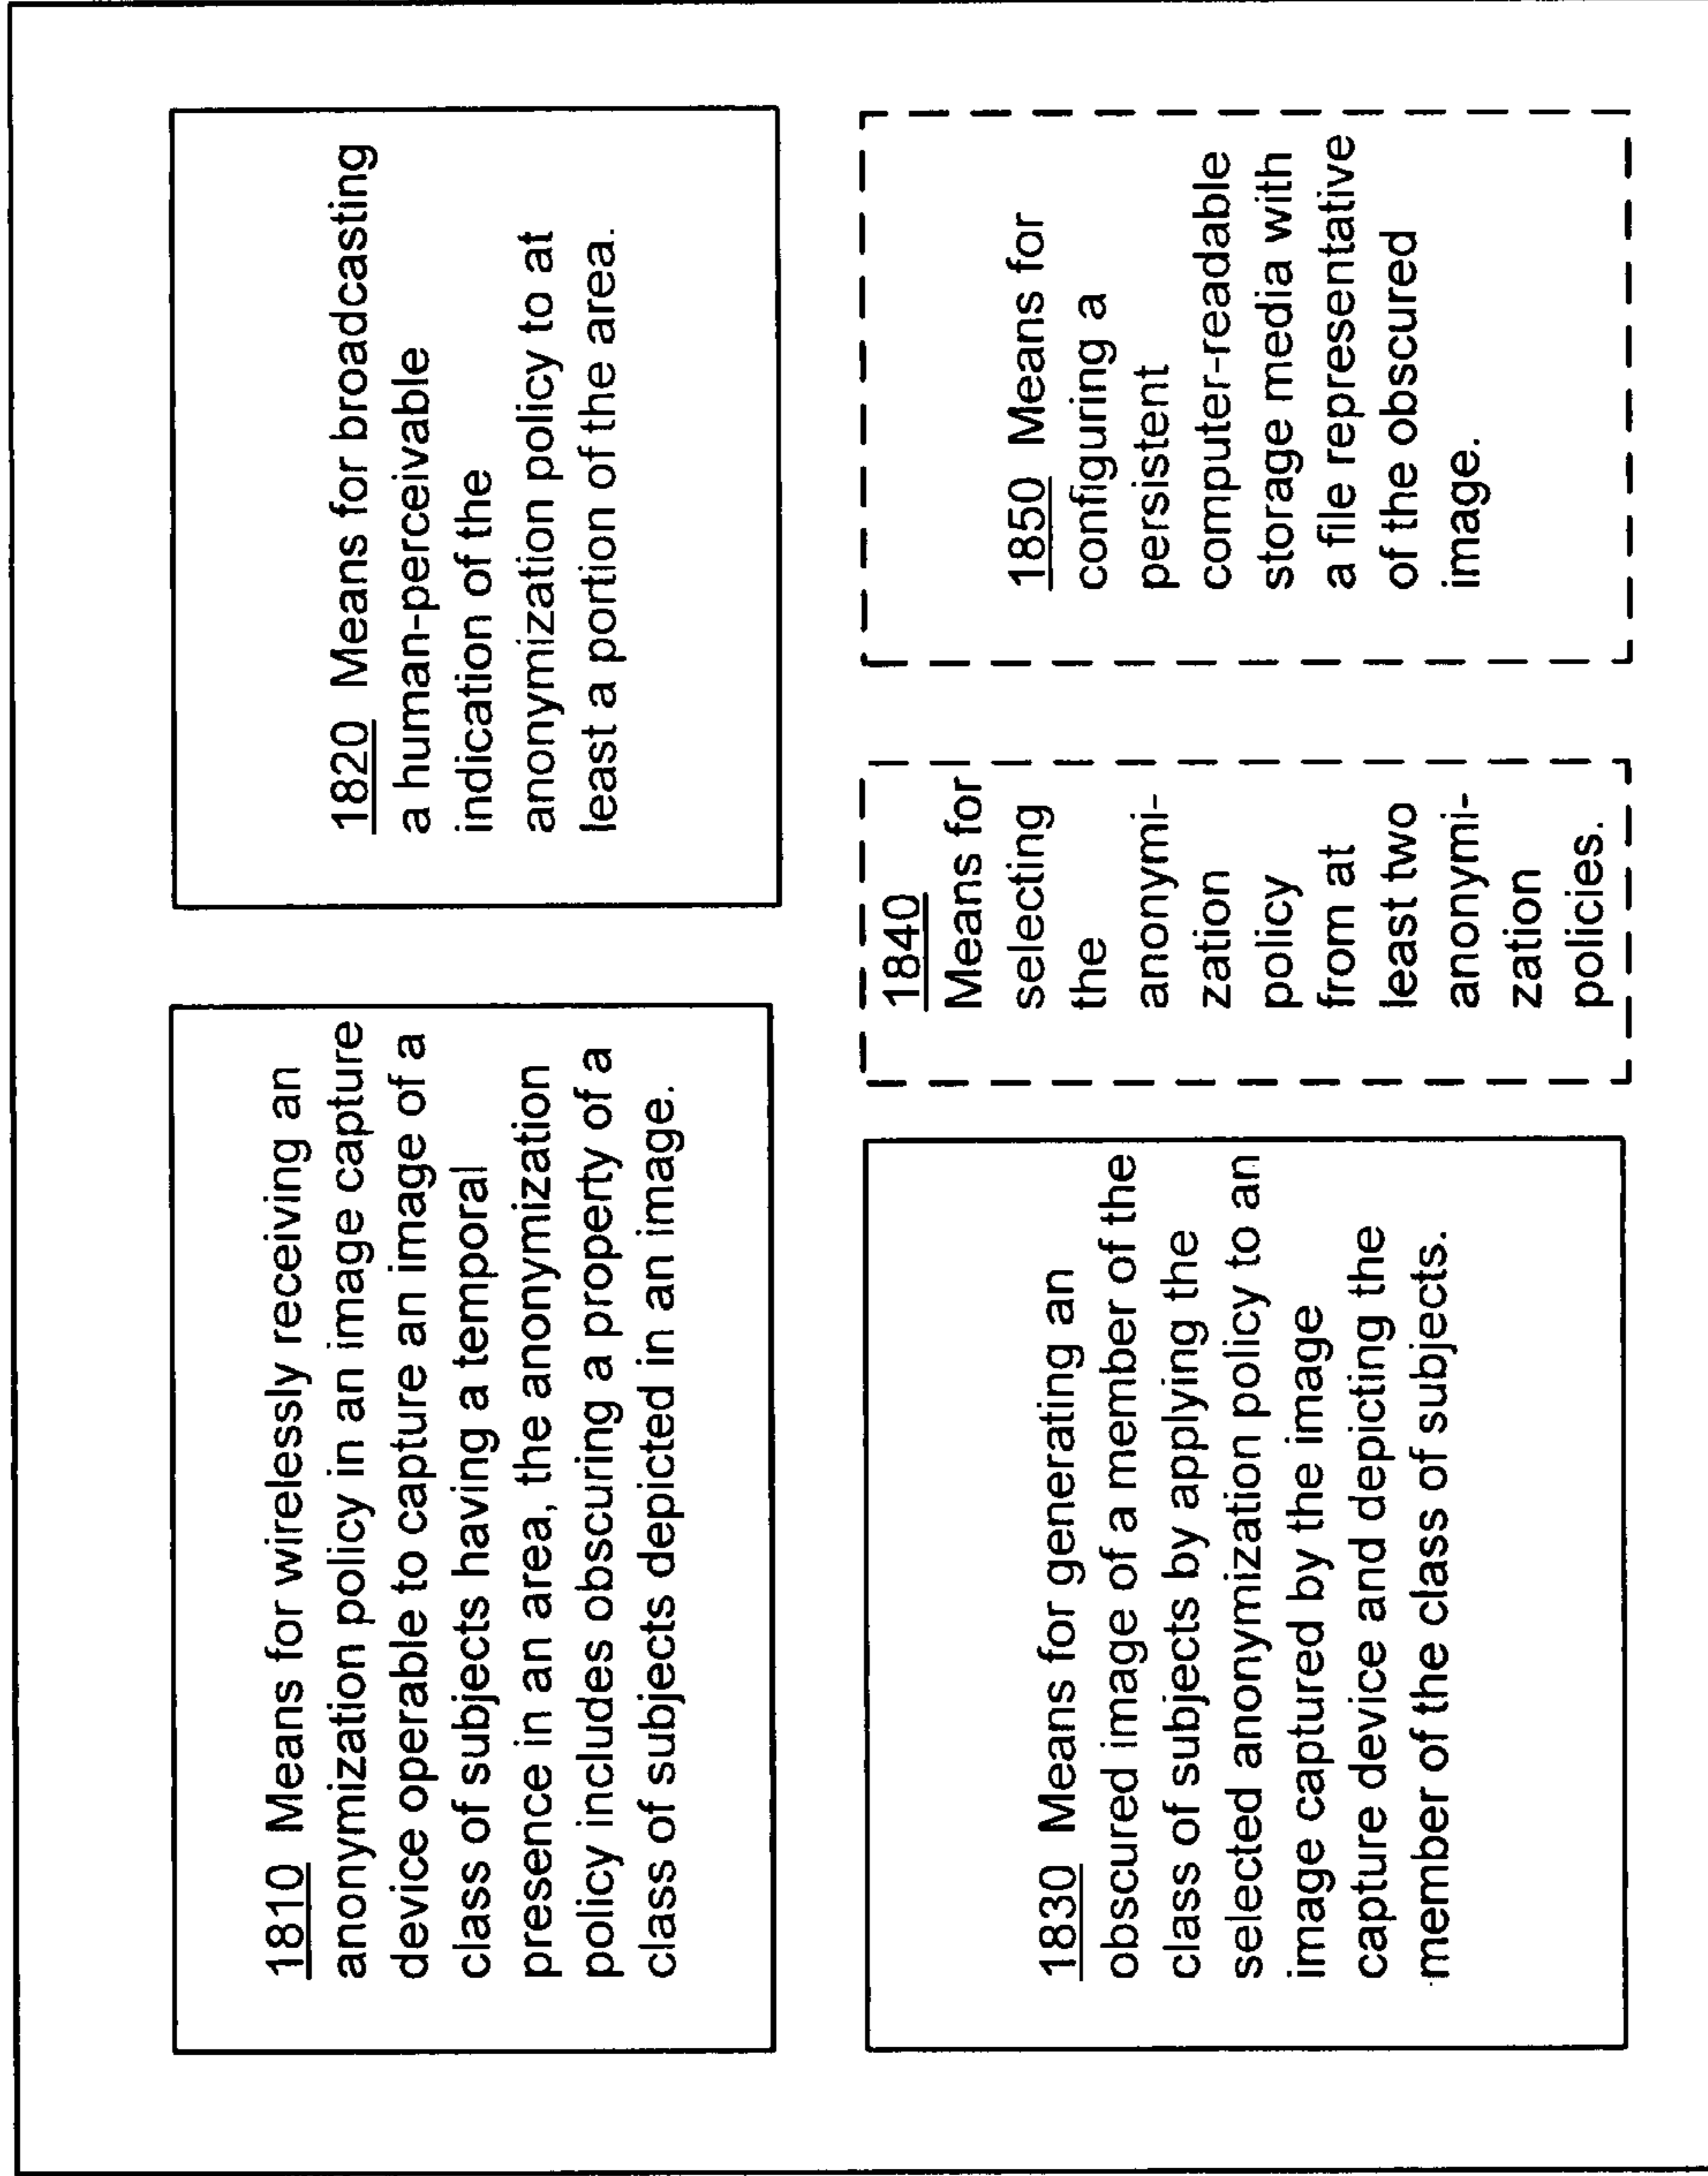 1810 Means for wirelessly receiving an
anonymization policy in an image capture
device operable to capture an image of a
class of subjects having a temporal
presence in an area, the anonymization
policy includes obscuring a property of a
class of subjects depicted in an image.
1820 Means for broadcasting
a human-perceivable
indication of the
anonymization policy to at
least a portion of the area.
1830 Means for generating an
obscured image of a member of the
class of subjects by applying the
selected anonymization policy to an
image captured by the image
capture device and depicting the
member of the class of subjects.
1840
Means for
selecting
the
anonymi-
zation
policy
from at
least two
anonymi-
zation
policies.
1850 Means for
configuring a
persistent
computer-readable
storage media with
a file representative
of the obscured
image.